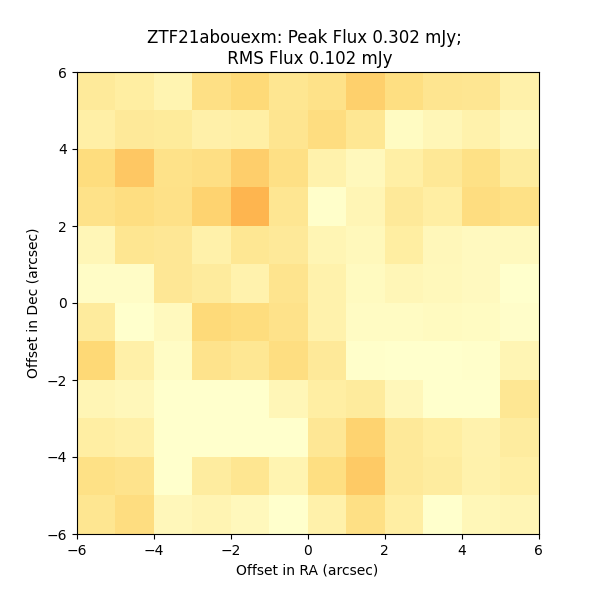 ZTF21abouexm: Peak Flux 0.302 mJy;
RMS Flux 0.102 mJy
6
4
2
0
−2
−4
−6
Offset in Dec (arcsec)
−6 −4 −2 0 2 4 6
Offset in RA (arcsec)